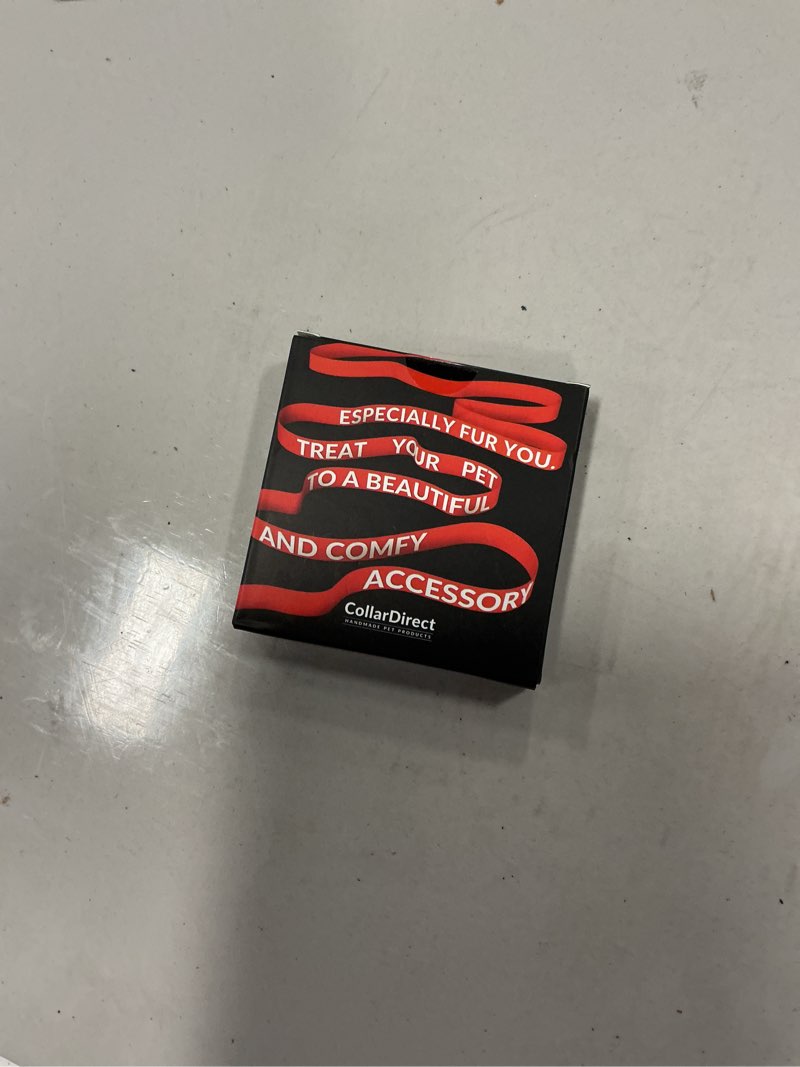 ESPECIALLY FUR YOU.
TREAT YOUR PET
TO A BEAUTIFUL
AND COMFY
ACCESSORY
CollarDirect
HANDMADE PET PRODUCTS